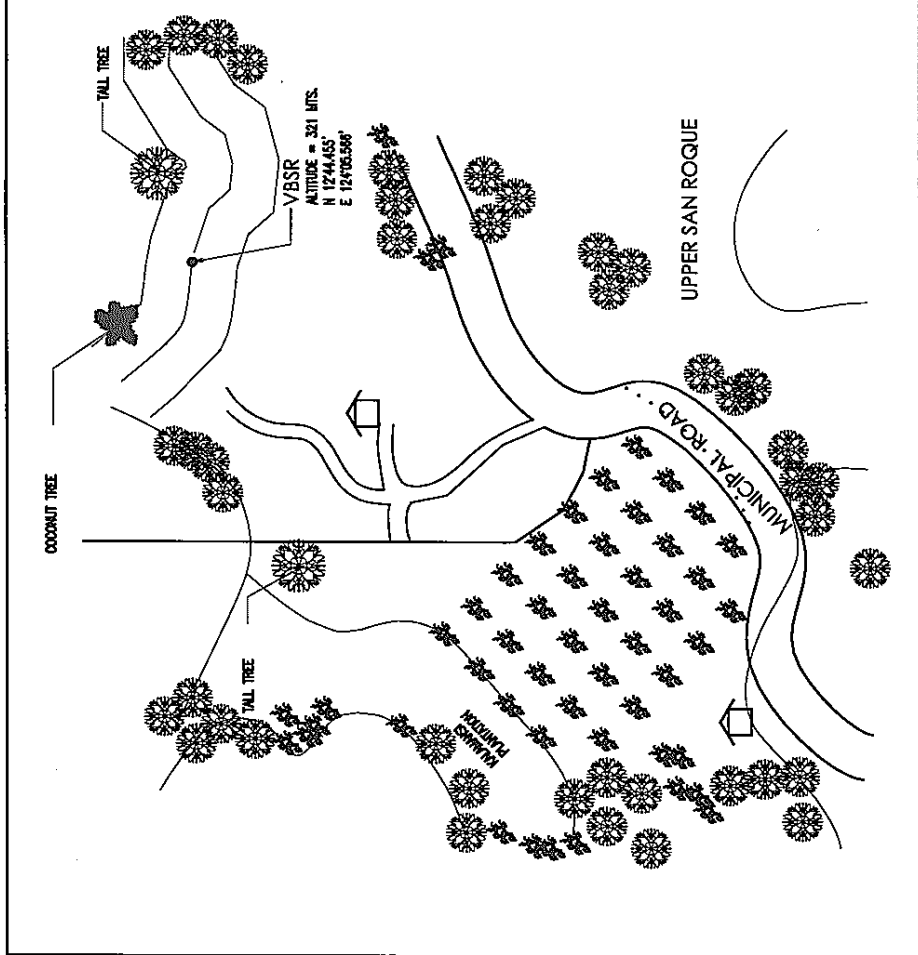 TALL TREE
VBSR
ALTITUDE = 321 MTS.
N 12°44.455'
E 124°05.586'
COCONUT TREE
UPPER SAN ROQUE
MUNICIPAL ROAD
TALL TREE
PLANTATION